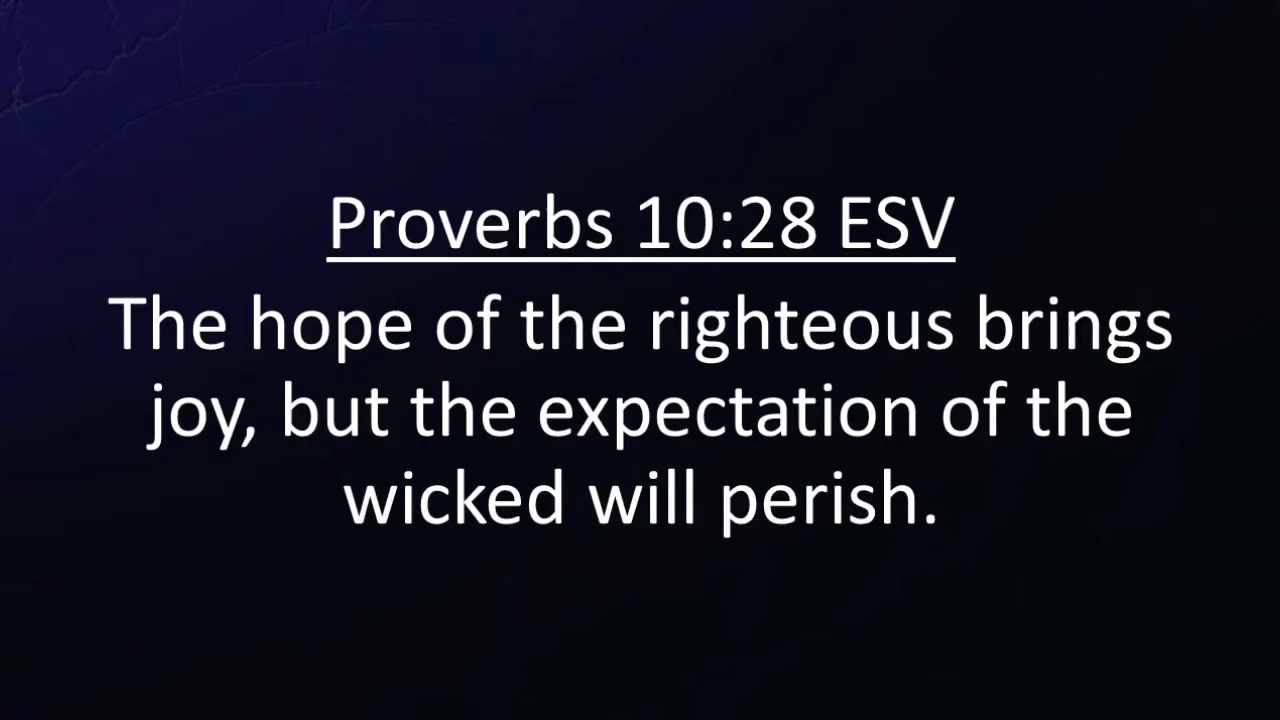 Proverbs 10:28 ESV
The hope of the righteous brings
joy, but the expectation of the
wicked will perish.